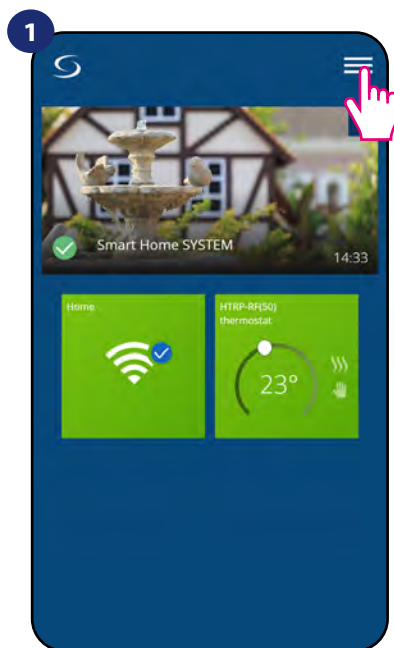 1
Smart Home SYSTEM
14:33
Home
HTRP-RF(50)
thermostat
23°